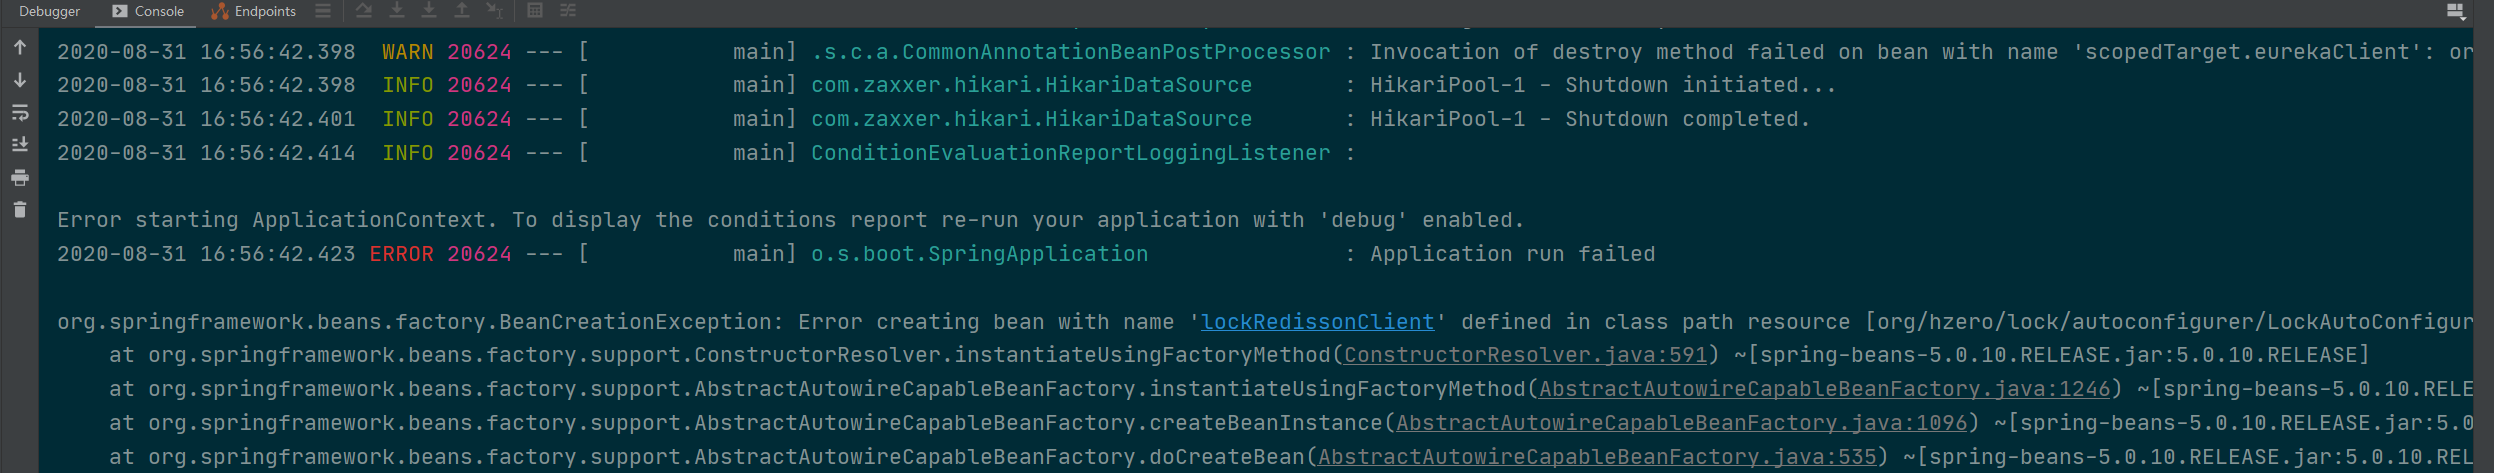 Debugger Console Endpoints
2020-08-31 16:56:42.398  WARN 20624 --- [           main] .s.c.a.CommonAnnotationBeanPostProcessor : Invocation of destroy method failed on bean with name 'scopedTarget.eurekaClient': or
2020-08-31 16:56:42.398  INFO 20624 --- [           main] com.zaxxer.hikari.HikariDataSource       : HikariPool-1 - Shutdown initiated...
2020-08-31 16:56:42.401  INFO 20624 --- [           main] com.zaxxer.hikari.HikariDataSource       : HikariPool-1 - Shutdown completed.
2020-08-31 16:56:42.414  INFO 20624 --- [           main] ConditionEvaluationReportLoggingListener :
Error starting ApplicationContext. To display the conditions report re-run your application with 'debug' enabled.
2020-08-31 16:56:42.423 ERROR 20624 --- [           main] o.s.boot.SpringApplication               : Application run failed
org.springframework.beans.factory.BeanCreationException: Error creating bean with name 'lockRedissonClient' defined in class path resource [org/hzero/lock/autoconfigurer/LockAutoConfigur
    at org.springframework.beans.factory.support.ConstructorResolver.instantiateUsingFactoryMethod(ConstructorResolver.java:591) ~[spring-beans-5.0.10.RELEASE.jar:5.0.10.RELEASE]
    at org.springframework.beans.factory.support.AbstractAutowireCapableBeanFactory.instantiateUsingFactoryMethod(AbstractAutowireCapableBeanFactory.java:1246) ~[spring-beans-5.0.10.RELE
    at org.springframework.beans.factory.support.AbstractAutowireCapableBeanFactory.createBeanInstance(AbstractAutowireCapableBeanFactory.java:1096) ~[spring-beans-5.0.10.RELEASE.jar:5.0
    at org.springframework.beans.factory.support.AbstractAutowireCapableBeanFactory.doCreateBean(AbstractAutowireCapableBeanFactory.java:535) ~[spring-beans-5.0.10.RELEASE.jar:5.0.10.REL